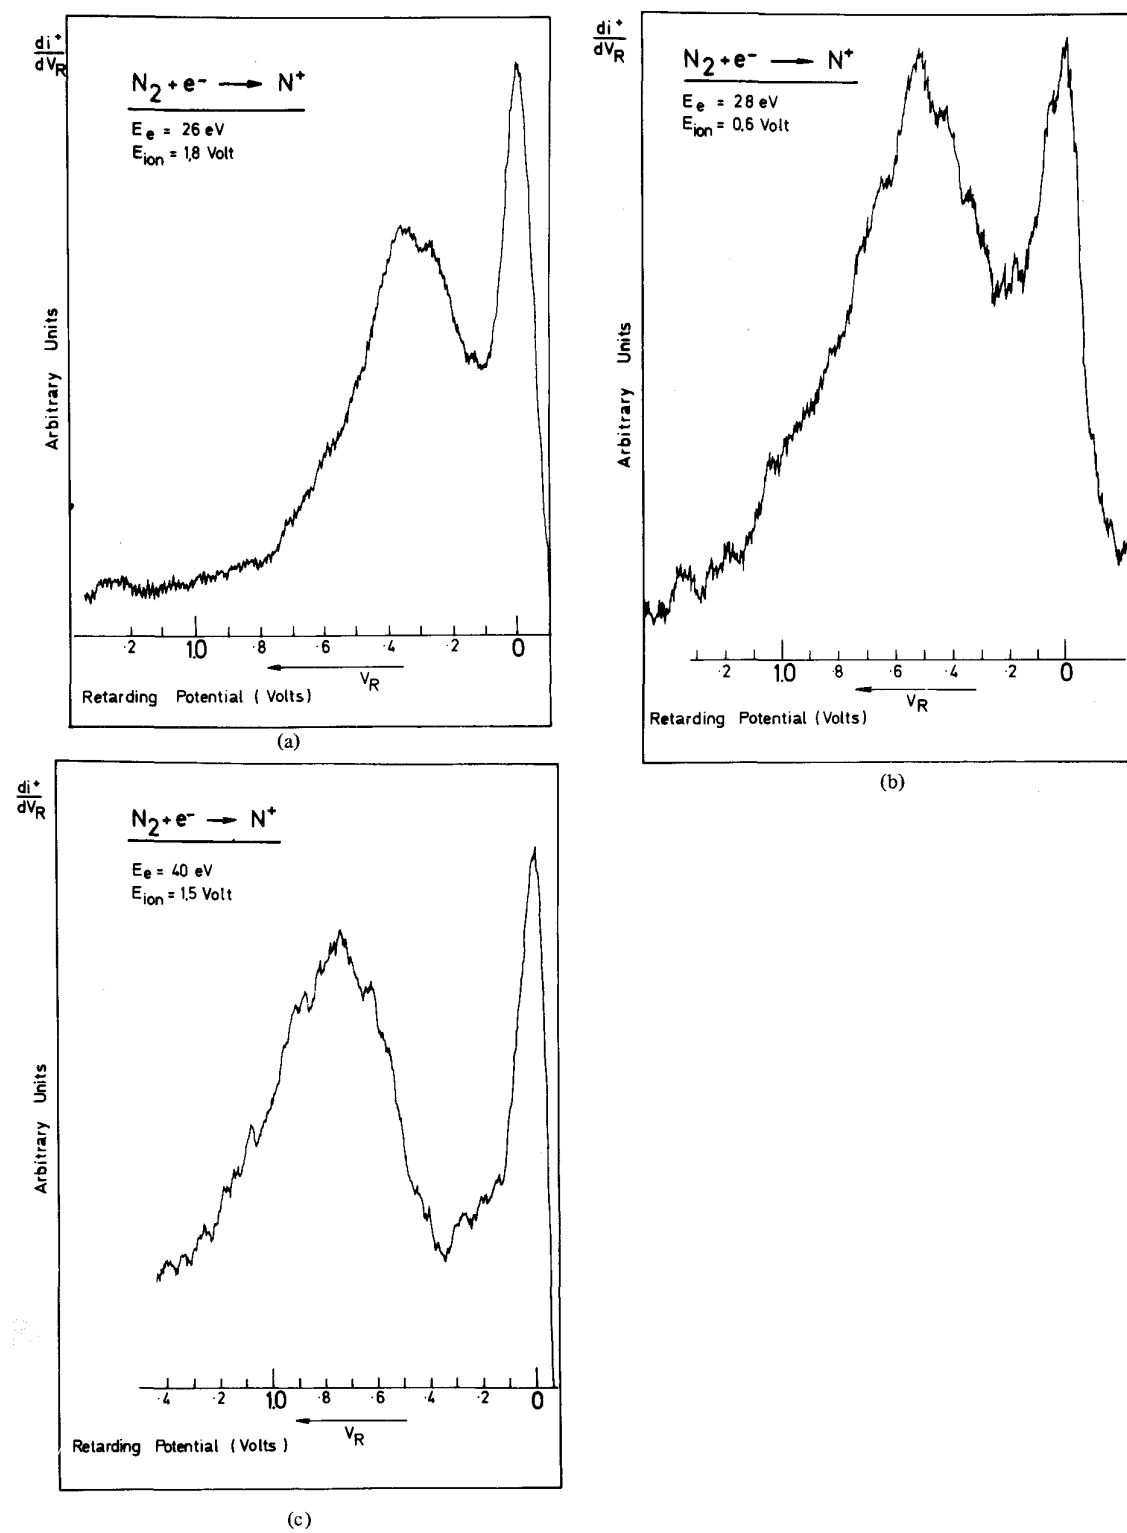 di⁺
dV_R
N₂ + e⁻ → N⁺
E_e = 26 eV
E_ion = 1,8 Volt
Arbitrary Units
·2 1.0 ·8 ·6 ·4 ·2 0
V_R
Retarding Potential (Volts)
(a)
di⁺
dV_R
N₂ + e⁻ → N⁺
E_e = 28 eV
E_ion = 0,6 Volt
Arbitrary Units
·2 1.0 ·8 ·6 ·4 ·2 0
V_R
Retarding Potential (Volts)
(b)
di⁺
dV_R
N₂ + e⁻ → N⁺
E_e = 40 eV
E_ion = 1,5 Volt
Arbitrary Units
·4 ·2 1.0 ·8 ·6 ·4 ·2 0
V_R
Retarding Potential (Volts)
(c)